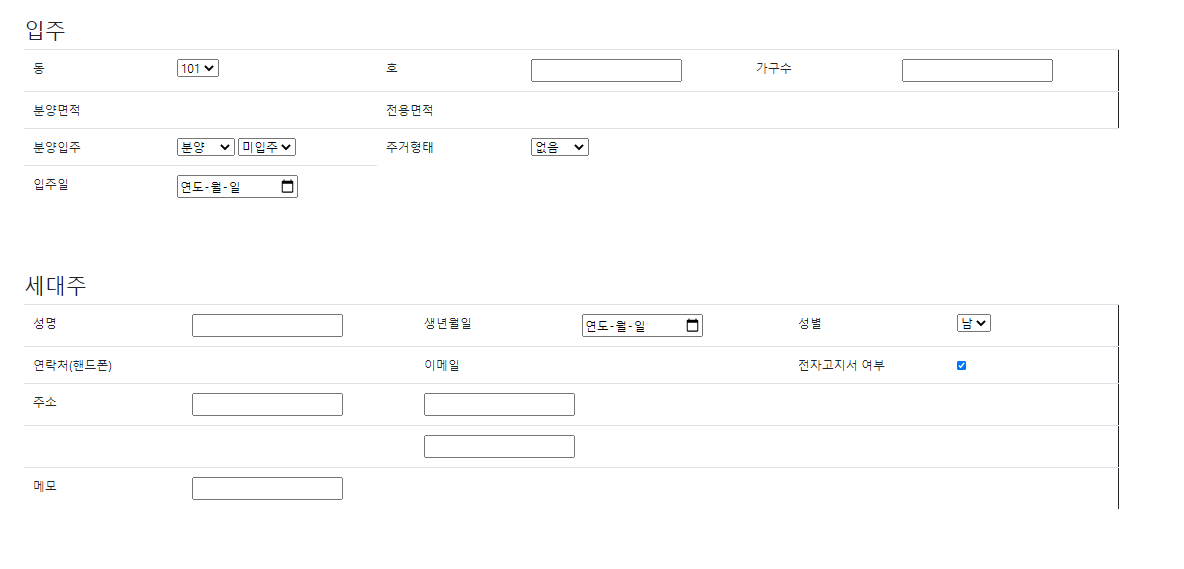 입주
동 101 호 가구수
분양면적 전용면적
분양입주 분양 미입주 주거형태 없음
입주일 연도-월-일
세대주
성명 생년월일 연도-월-일 성별 남
연락처(핸드폰) 이메일 전자고지서 여부
주소
메모